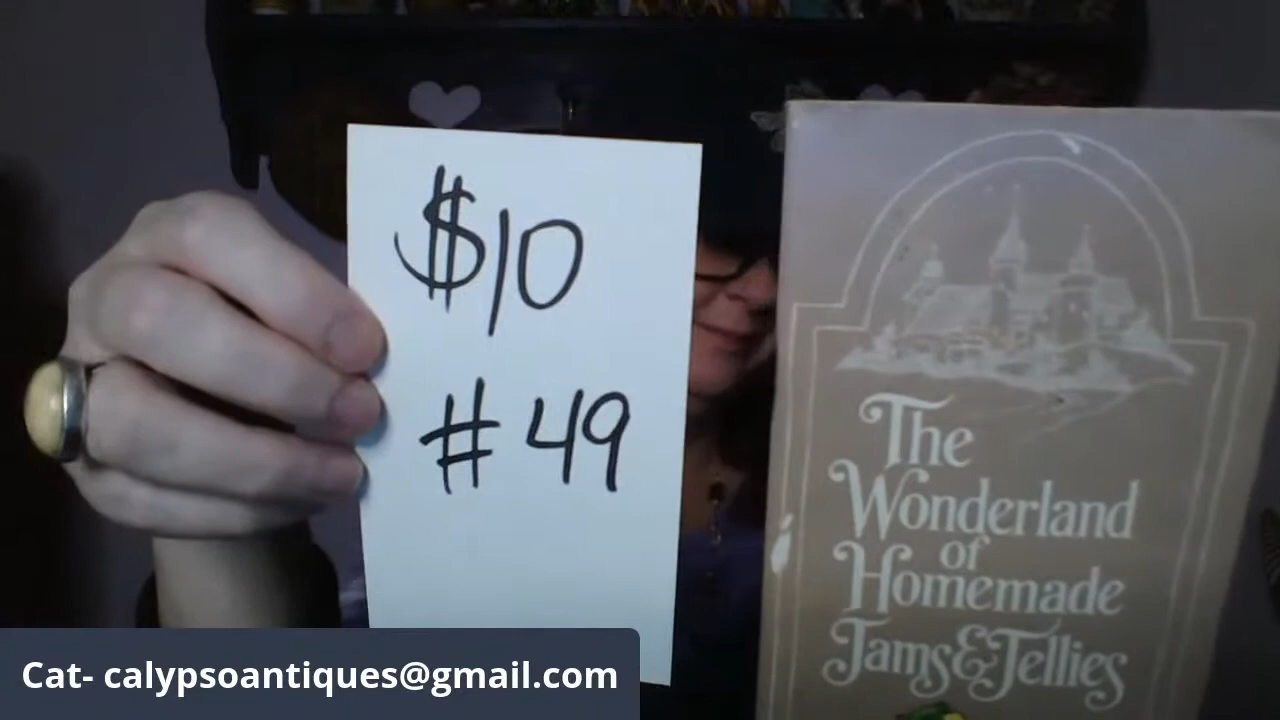 $10
# 49
The
Wonderland
of
Homemade
Jams & Jellies
Cat- calypsoantiques@gmail.com